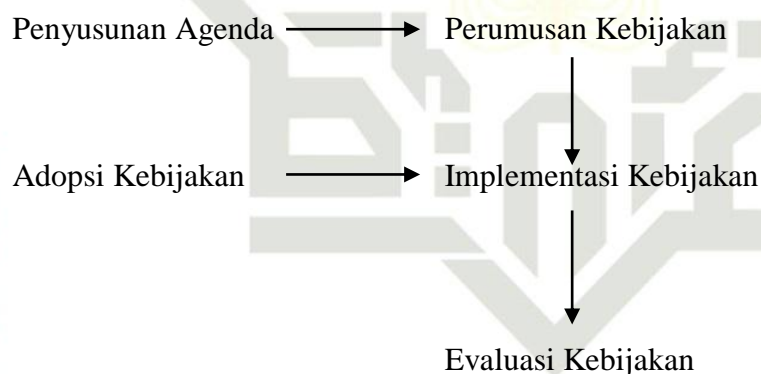 Penyusunan Agenda
Perumusan Kebijakan
Adopsi Kebijakan
Implementasi Kebijakan
Evaluasi Kebijakan